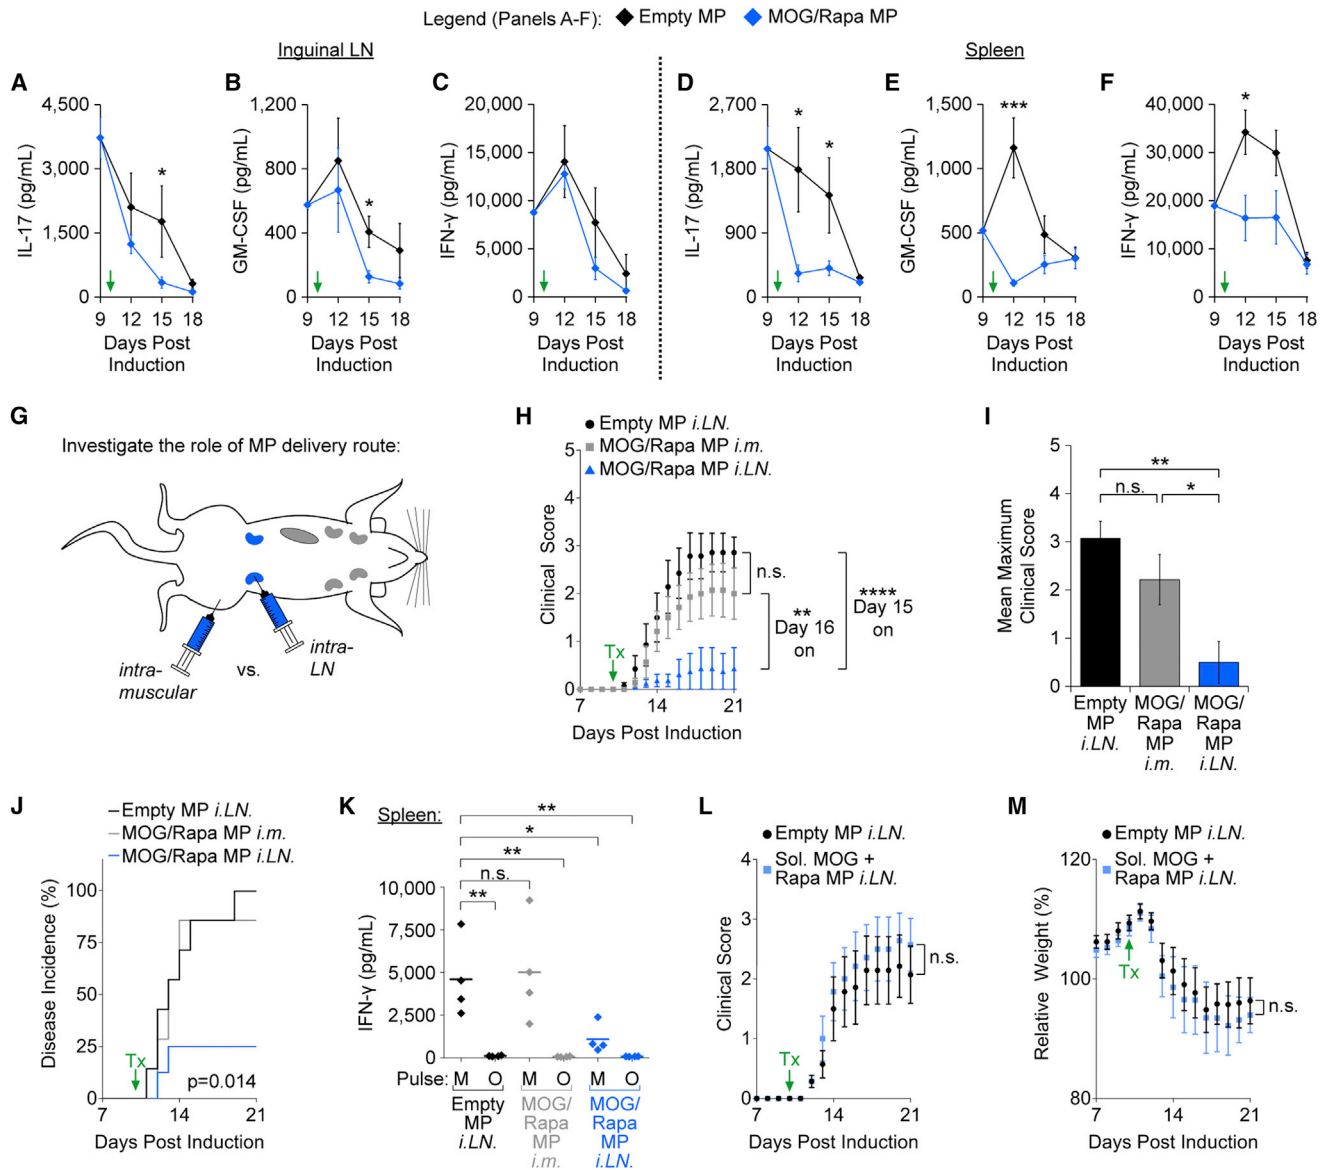 Legend (Panels A-F): Empty MP MOG/Rapa MP
Inguinal LN
Spleen
A
4,500
3,000
1,500
0
IL-17 (pg/mL)
*
9 12 15 18
Days Post
Induction
B
1,200
800
400
0
GM-CSF (pg/mL)
*
9 12 15 18
Days Post
Induction
C
20,000
15,000
10,000
5,000
0
IFN-γ (pg/mL)
9 12 15 18
Days Post
Induction
D
2,700
1,800
900
0
IL-17 (pg/mL)
* *
9 12 15 18
Days Post
Induction
E
1,500
1,000
500
0
GM-CSF (pg/mL)
***
9 12 15 18
Days Post
Induction
F
40,000
30,000
20,000
10,000
0
IFN-γ (pg/mL)
*
9 12 15 18
Days Post
Induction
G
Investigate the role of MP delivery route:
intra-
muscular
vs.
intra-
LN
H
Empty MP i.LN.
MOG/Rapa MP i.m.
MOG/Rapa MP i.LN.
5
4
3
2
1
0
Clinical Score
Tx
n.s.
**
Day 16
on
****
Day 15
on
7 14 21
Days Post Induction
I
5
4
3
2
1
0
Mean Maximum
Clinical Score
**
n.s. *
Empty
MP
i.LN.
MOG/
Rapa
MP
i.m.
MOG/
Rapa
MP
i.LN.
J
Empty MP i.LN.
MOG/Rapa MP i.m.
MOG/Rapa MP i.LN.
100
75
50
25
0
Disease Incidence (%)
Tx
p=0.014
7 14 21
Days Post Induction
K
Spleen:
**
*
**
n.s.
**
10,000
7,500
5,000
2,500
0
IFN-γ (pg/mL)
Pulse: M O M O M O
Empty
MP
i.LN.
MOG/
Rapa
MP
i.m.
MOG/
Rapa
MP
i.LN.
L
Empty MP i.LN.
Sol. MOG +
Rapa MP i.LN.
4
3
2
1
0
Clinical Score
Tx
n.s.
7 14 21
Days Post Induction
M
Empty MP i.LN.
Sol. MOG +
Rapa MP i.LN.
120
100
80
Relative Weight (%)
Tx
n.s.
7 14 21
Days Post Induction